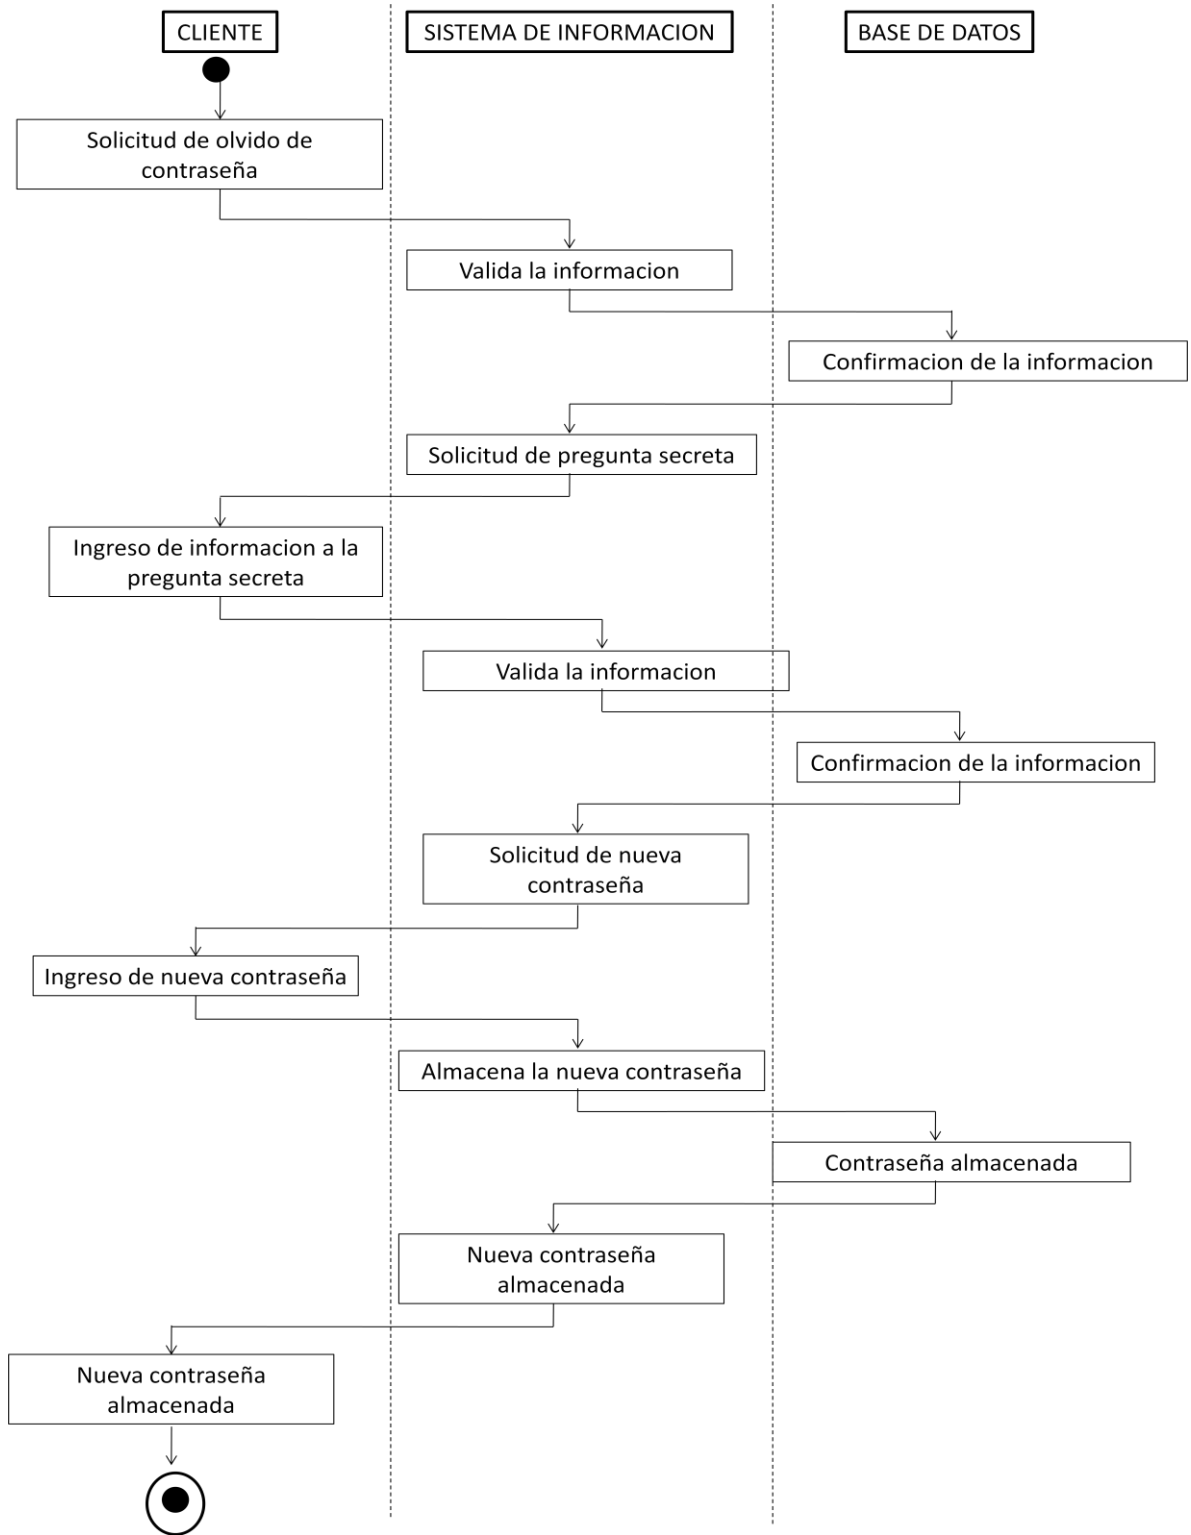 CLIENTE
SISTEMA DE INFORMACION
BASE DE DATOS
Solicitud de olvido de
contraseña
Valida la informacion
Confirmacion de la informacion
Solicitud de pregunta secreta
Ingreso de informacion a la
pregunta secreta
Valida la informacion
Confirmacion de la informacion
Solicitud de nueva
contraseña
Ingreso de nueva contraseña
Almacena la nueva contraseña
Contraseña almacenada
Nueva contraseña
almacenada
Nueva contraseña
almacenada